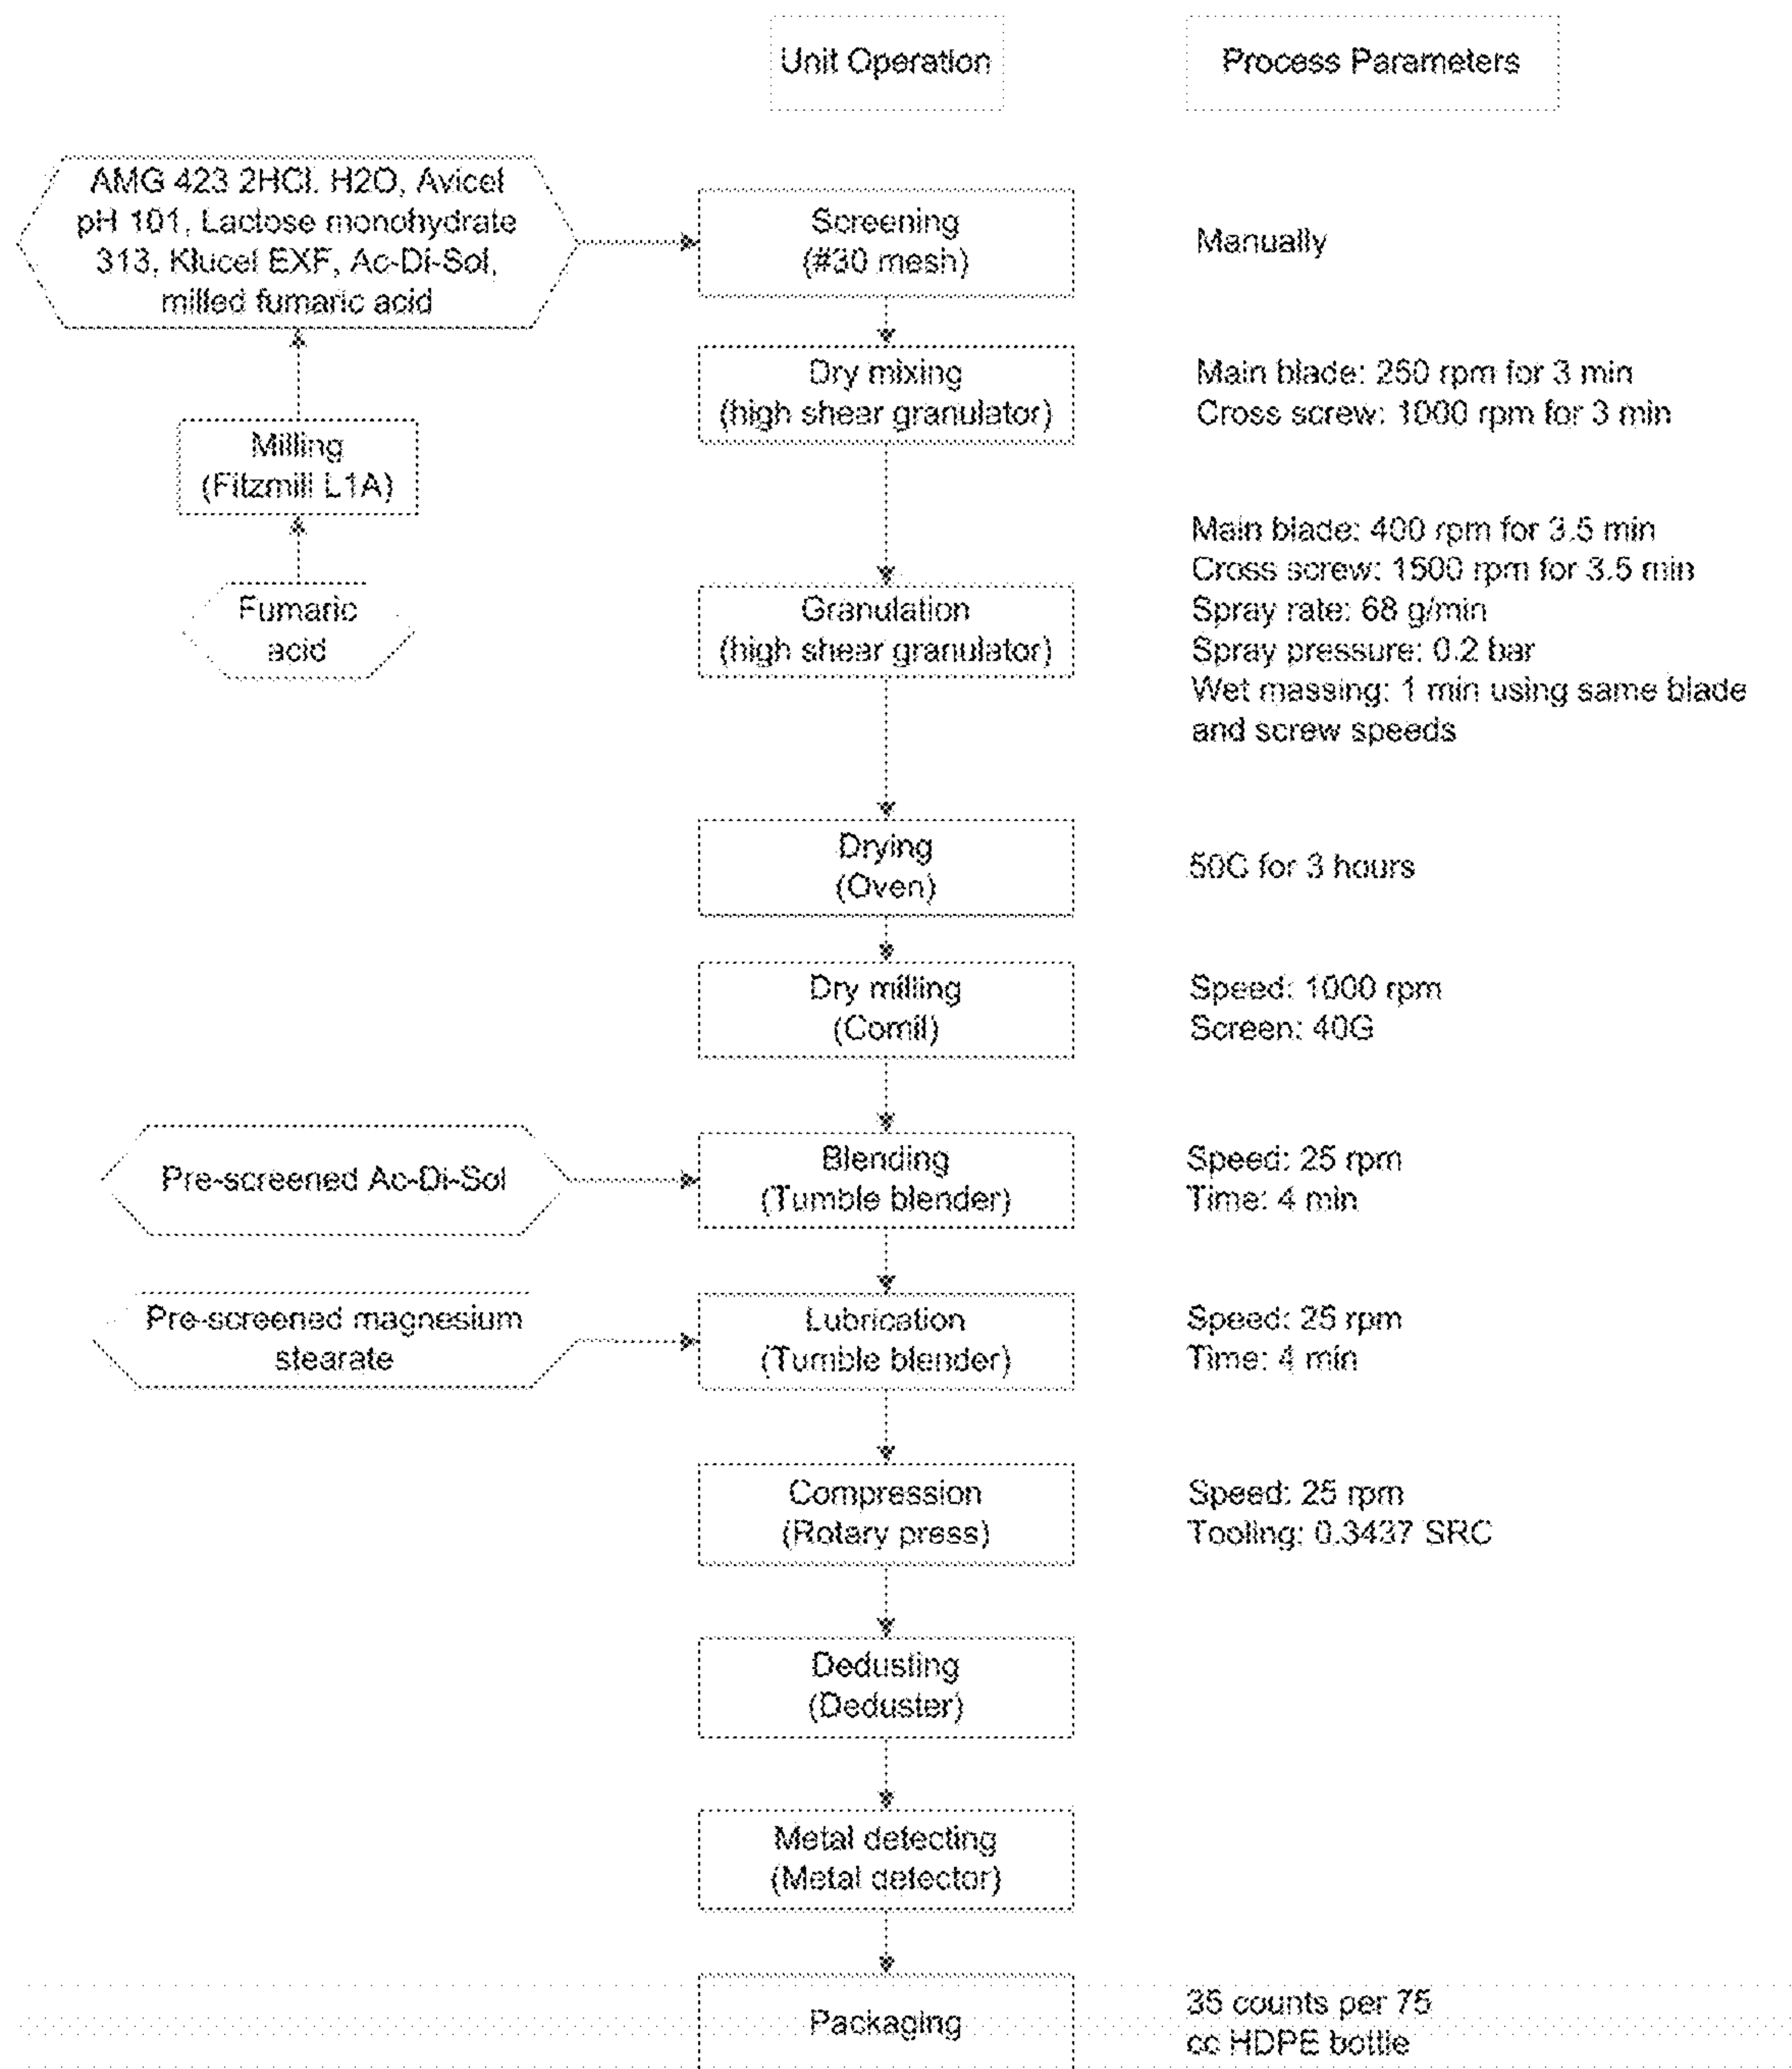 Unit Operation
Process Parameters
AMG 423 2HCl. H2O, Avicel
pH 101, Lactose monohydrate
313, Klucel EXF, Ac-Di-Sol,
milled fumaric acid
Screening
(#30 mesh)
Manually
Dry mixing
(high shear granulator)
Main blade: 250 rpm for 3 min
Cross screw: 1000 rpm for 3 min
Milling
(Fitzmill L1A)
Fumaric
acid
Granulation
(high shear granulator)
Main blade: 400 rpm for 3.5 min
Cross screw: 1500 rpm for 3.5 min
Spray rate: 68 g/min
Spray pressure: 0.2 bar
Wet massing: 1 min using same blade
and screw speeds
Drying
(Oven)
50C for 3 hours
Dry milling
(Comil)
Speed: 1000 rpm
Screen: 40G
Pre-screened Ac-Di-Sol
Blending
(Tumble blender)
Speed: 25 rpm
Time: 4 min
Pre-screened magnesium
stearate
Lubrication
(Tumble blender)
Speed: 25 rpm
Time: 4 min
Compression
(Rotary press)
Speed: 25 rpm
Tooling: 0.3437 SRC
Dedusting
(Deduster)
Metal detecting
(Metal detector)
Packaging
35 counts per 75
cc HDPE bottle